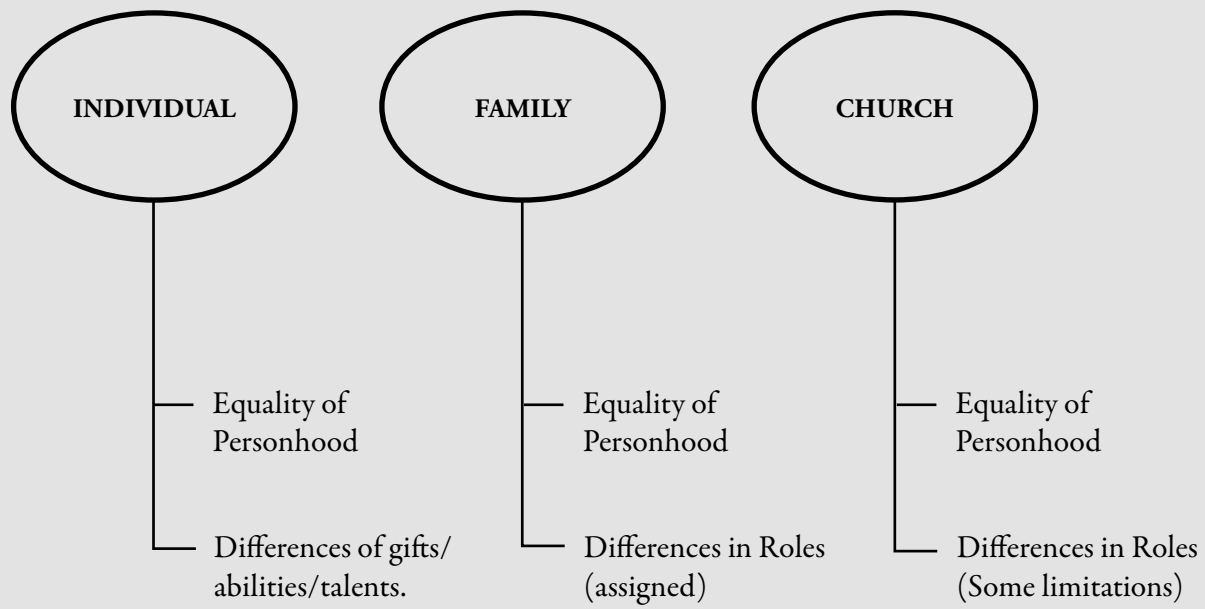 INDIVIDUAL
Equality of
Personhood
Differences of gifts/
abilities/talents.
FAMILY
Equality of
Personhood
Differences in Roles
(assigned)
CHURCH
Equality of
Personhood
Differences in Roles
(Some limitations)